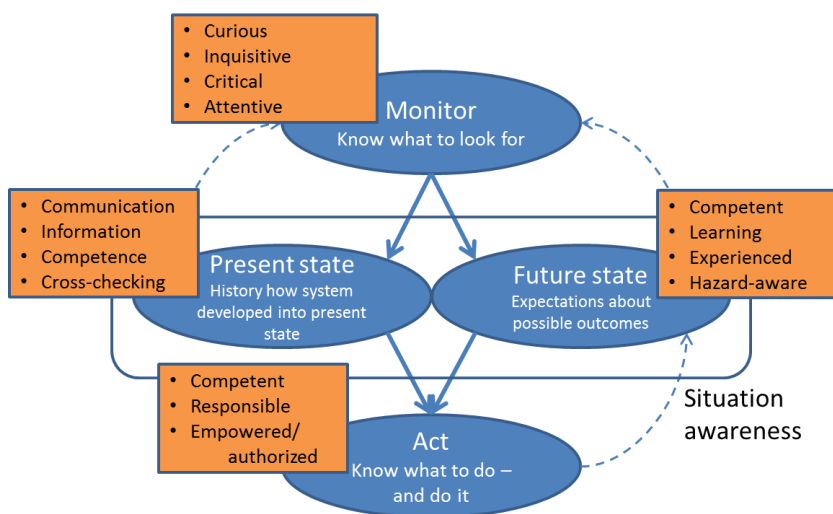 • Curious
• Inquisitive
• Critical
• Attentive
Monitor
Know what to look for
• Communication
• Information
• Competence
• Cross-checking
• Competent
• Learning
• Experienced
• Hazard-aware
Present state
History how system
developed into present
state
Future state
Expectations about
possible outcomes
• Competent
• Responsible
• Empowered/
authorized
Situation
awareness
Act
Know what to do –
and do it